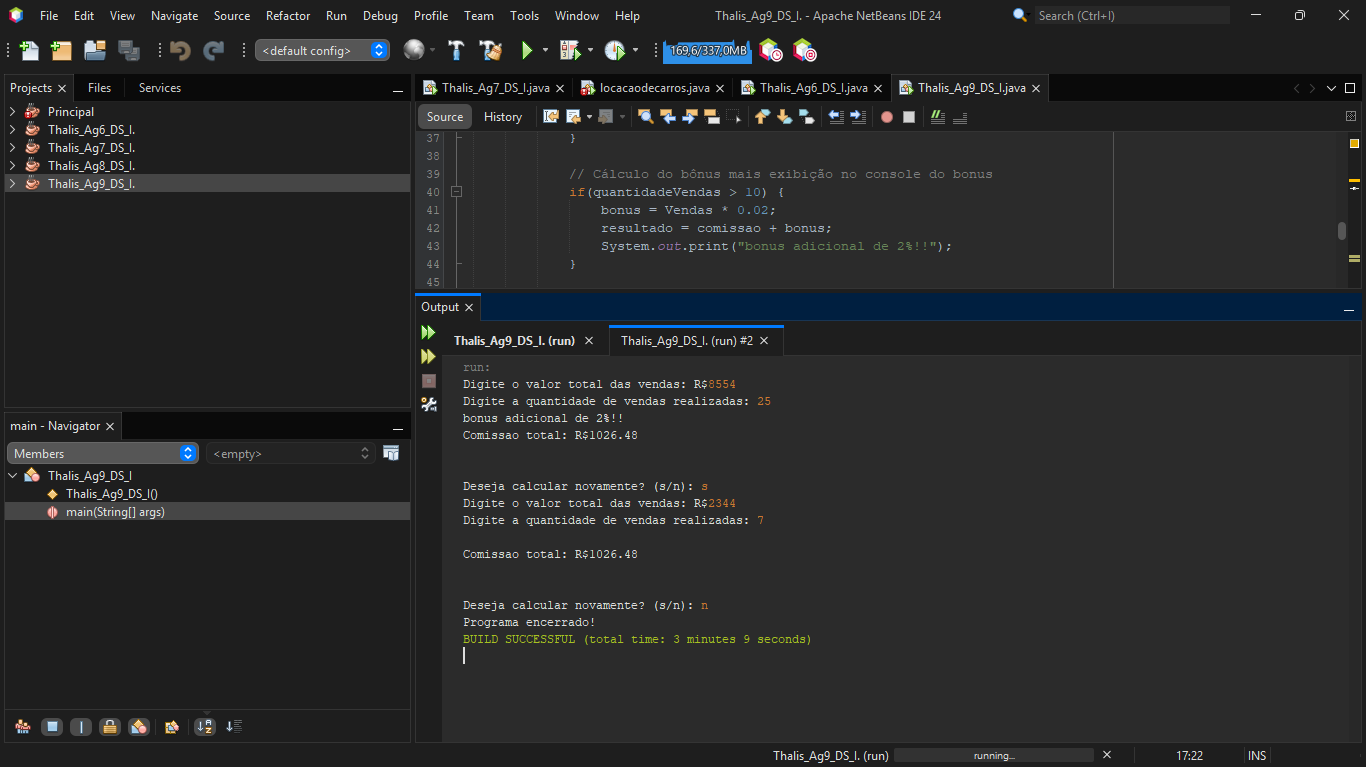 File Edit View Navigate Source Refactor Run Debug Profile Team Tools Window Help Thalis_Ag9_DS_I. - Apache NetBeans IDE 24 Search (Ctrl+I)
<default config> 169,6/337,0MB
Projects Files Services
Principal
Thalis_Ag6_DS_I.
Thalis_Ag7_DS_I.
Thalis_Ag8_DS_I.
Thalis_Ag9_DS_I.
Thalis_Ag7_DS_I.java locacaodecarros.java Thalis_Ag6_DS_I.java Thalis_Ag9_DS_I.java
Source History
37 }
38
39 // Cálculo do bônus mais exibição no console do bonus
40 if(quantidadeVendas > 10) {
41 bonus = Vendas * 0.02;
42 resultado = comissao + bonus;
43 System.out.print("bonus adicional de 2%!!");
44 }
45
Output
Thalis_Ag9_DS_I. (run) Thalis_Ag9_DS_I. (run) #2
run:
Digite o valor total das vendas: R$8554
Digite a quantidade de vendas realizadas: 25
bonus adicional de 2%!!
Comissao total: R$1026.48
Deseja calcular novamente? (s/n): s
Digite o valor total das vendas: R$2344
Digite a quantidade de vendas realizadas: 7
Comissao total: R$1026.48
Deseja calcular novamente? (s/n): n
Programa encerrado!
BUILD SUCCESSFUL (total time: 3 minutes 9 seconds)
main - Navigator
Members <empty>
Thalis_Ag9_DS_I
Thalis_Ag9_DS_I()
main(String[] args)
Thalis_Ag9_DS_I. (run) running... 17:22 INS